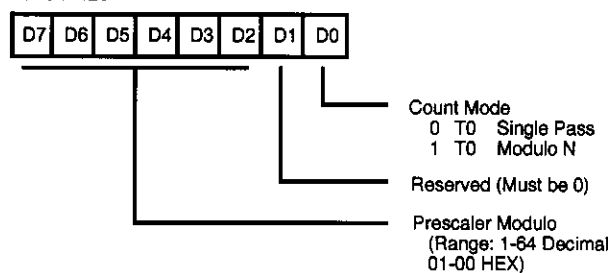 D7 D6 D5 D4 D3 D2 D1 D0
Count Mode
0 T0 Single Pass
1 T0 Modulo N
Reserved (Must be 0)
Prescaler Modulo
(Range: 1-64 Decimal
01-00 HEX)